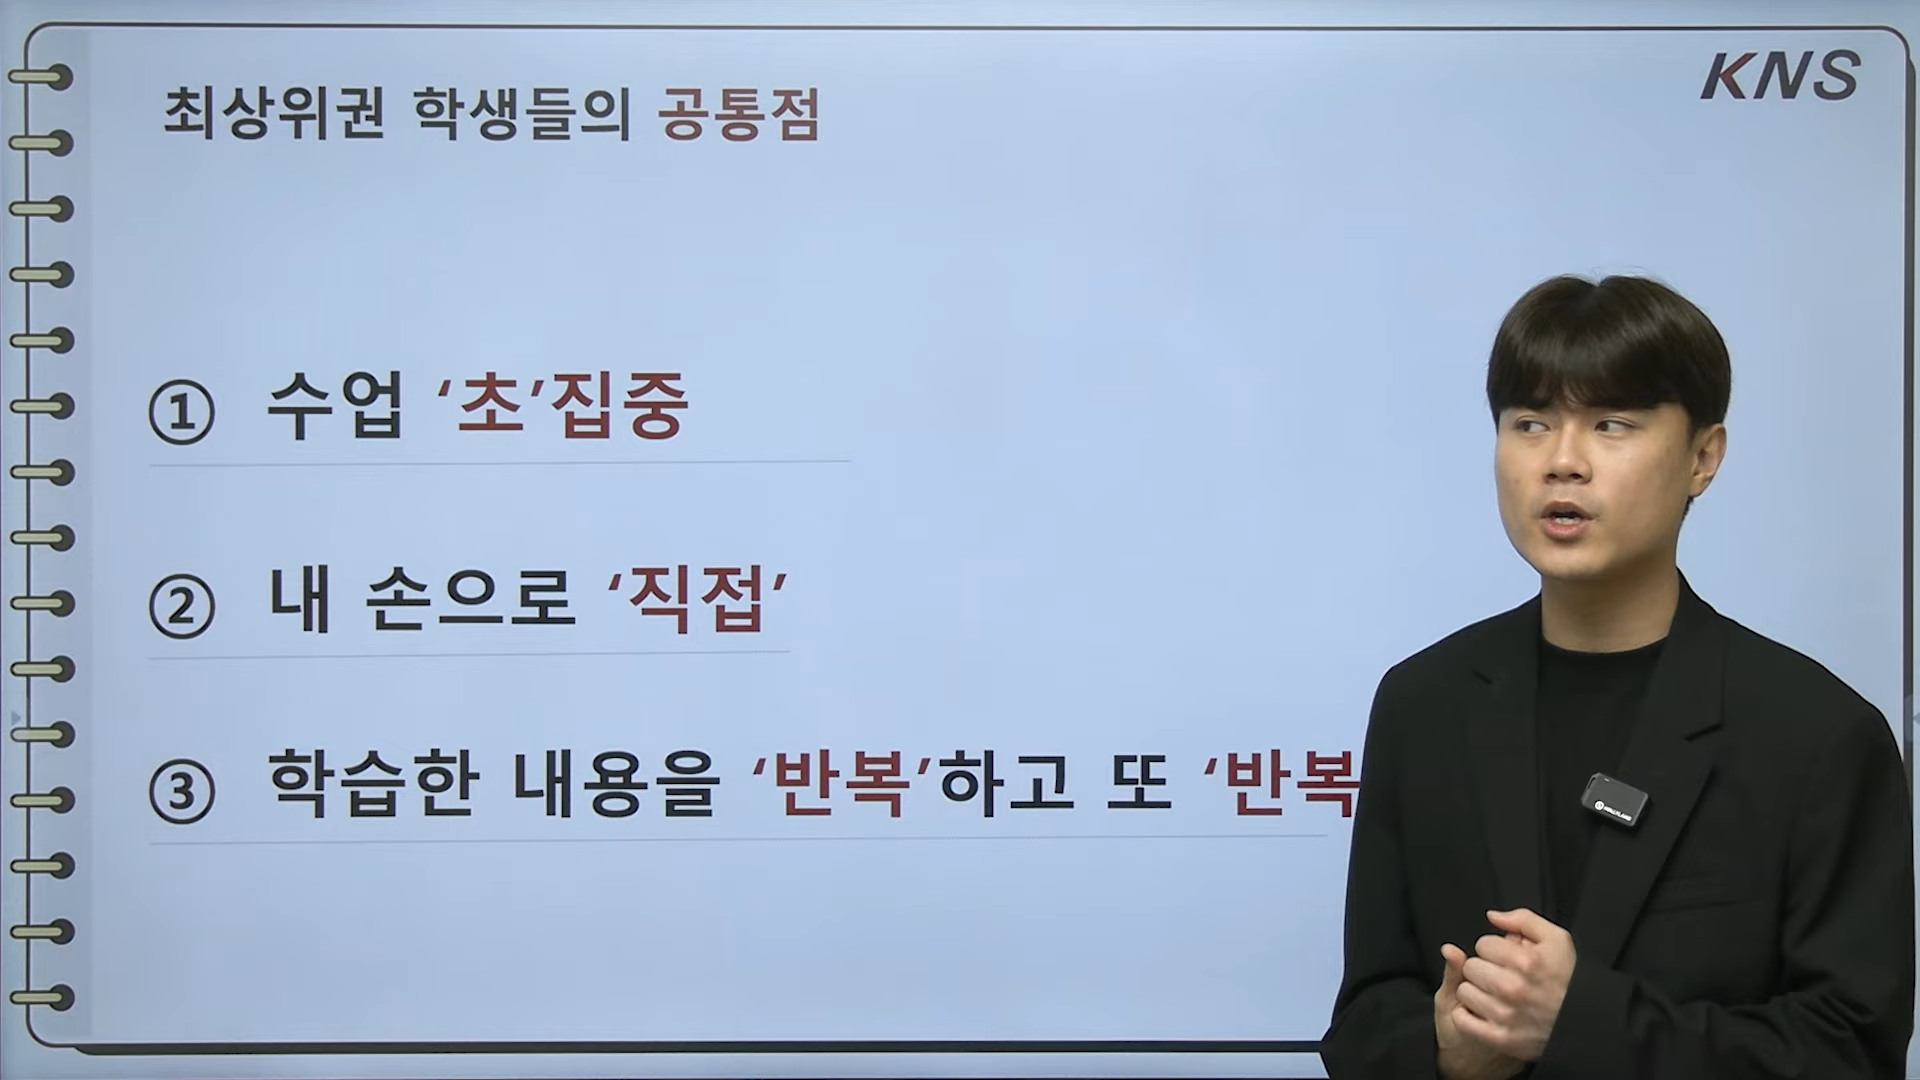 KNS
최상위권 학생들의 공통점
① 수업 ‘초’집중
② 내 손으로 ‘직접’
③ 학습한 내용을 ‘반복’하고 또 ‘반복